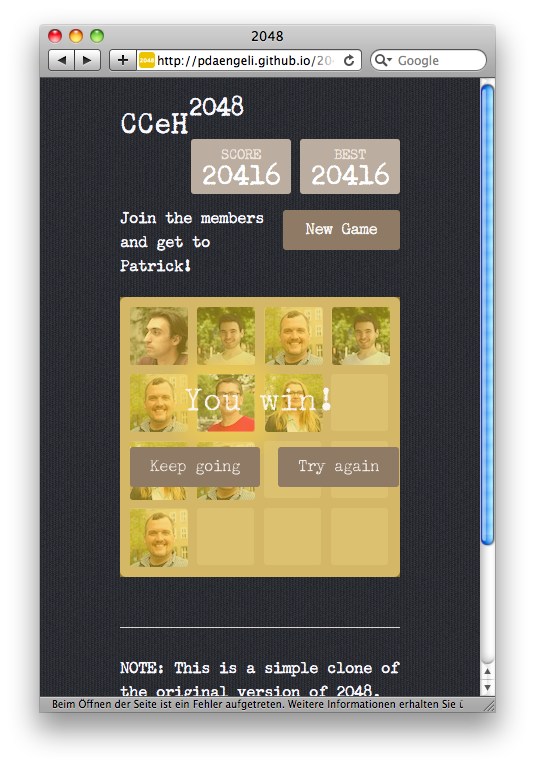 2048
2048 http://pdaengeli.github.io/20
Google
CCeH2048
SCORE BEST
20416 20416
Join the members
and get to
Patrick!
New Game
You win!
Keep going Try again
NOTE: This is a simple clone of
the original version of 2048.
Beim Öffnen der Seite ist ein Fehler aufgetreten. Weitere Informationen erhalten Sie